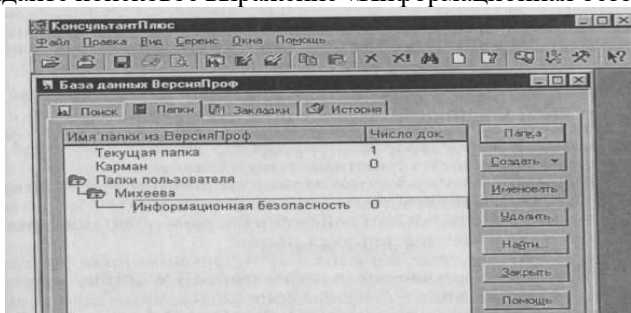 КонсультантПлюс
Файл Правка Вид Сервис Окна Помощь
База данных ВерсияПроф
Поиск Папки Закладки История
Имя папки из ВерсияПроф Число док.
Текущая папка 1
Карман 0
Папки пользователя
Михеева
Информационная безопасность 0
Папка
Создать
Именовать
Удалить
Найти...
Закрыть
Помощь